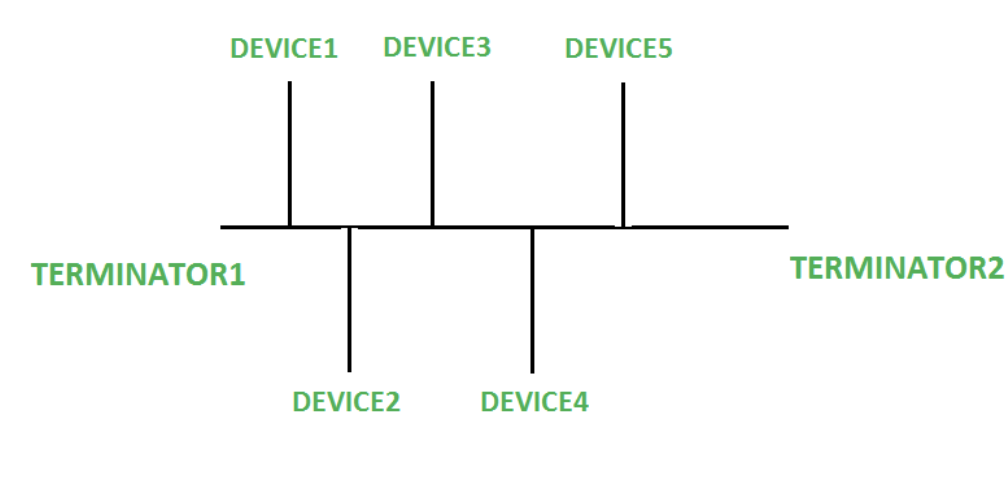 DEVICE1 DEVICE3 DEVICE5
TERMINATOR1 TERMINATOR2
DEVICE2 DEVICE4